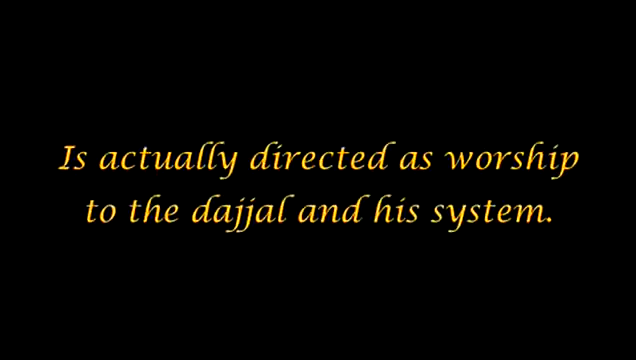 Is actually directed as worship
to the dajjal and his system.